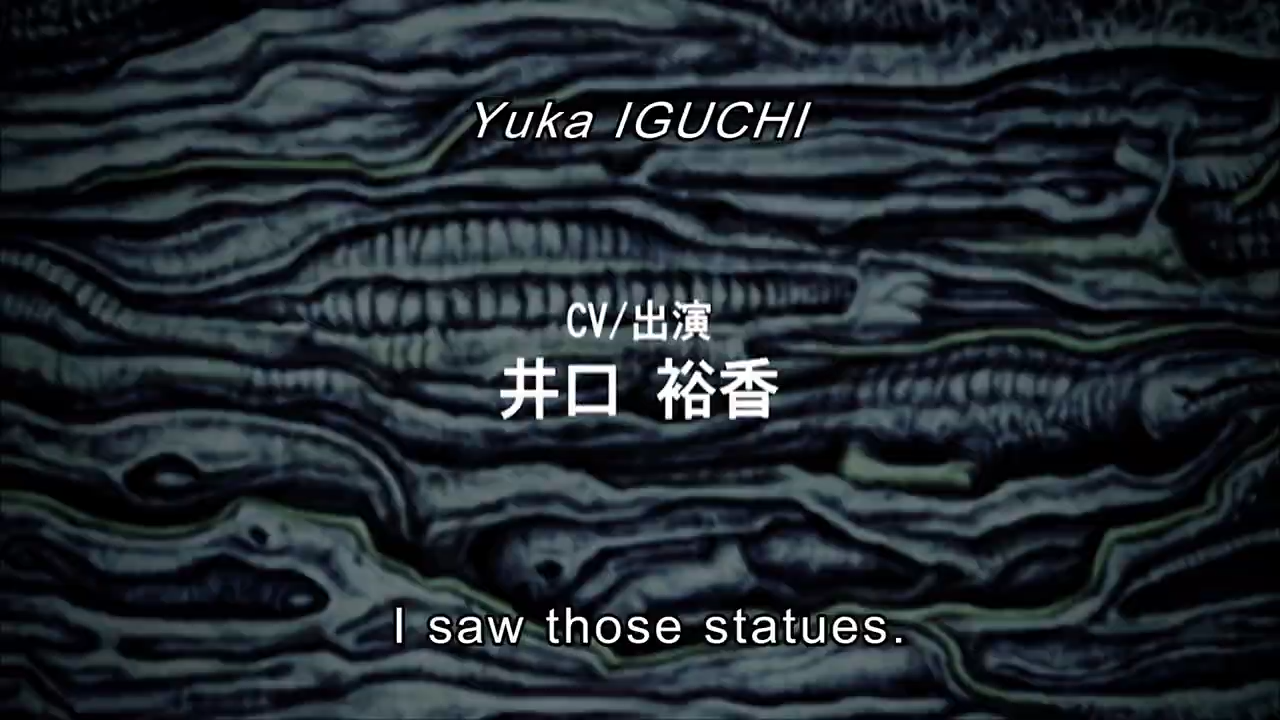 Yuka IGUCHI
CV/出演
井口 裕香
I saw those statues.